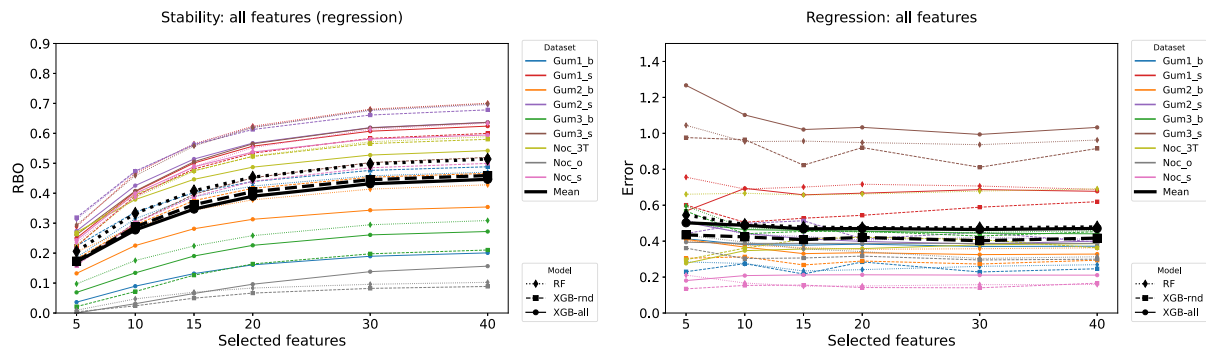 Stability: all features (regression)
RBO
0.9
0.8
0.7
0.6
0.5
0.4
0.3
0.2
0.1
0.0
5 10 15 20 30 40
Selected features
Dataset
Gum1_b
Gum1_s
Gum2_b
Gum2_s
Gum3_b
Gum3_s
Noc_3T
Noc_o
Noc_s
Mean
Model
RF
XGB-rnd
XGB-all
Regression: all features
Error
1.4
1.2
1.0
0.8
0.6
0.4
0.2
0.0
5 10 15 20 30 40
Selected features
Dataset
Gum1_b
Gum1_s
Gum2_b
Gum2_s
Gum3_b
Gum3_s
Noc_3T
Noc_o
Noc_s
Mean
Model
RF
XGB-rnd
XGB-all